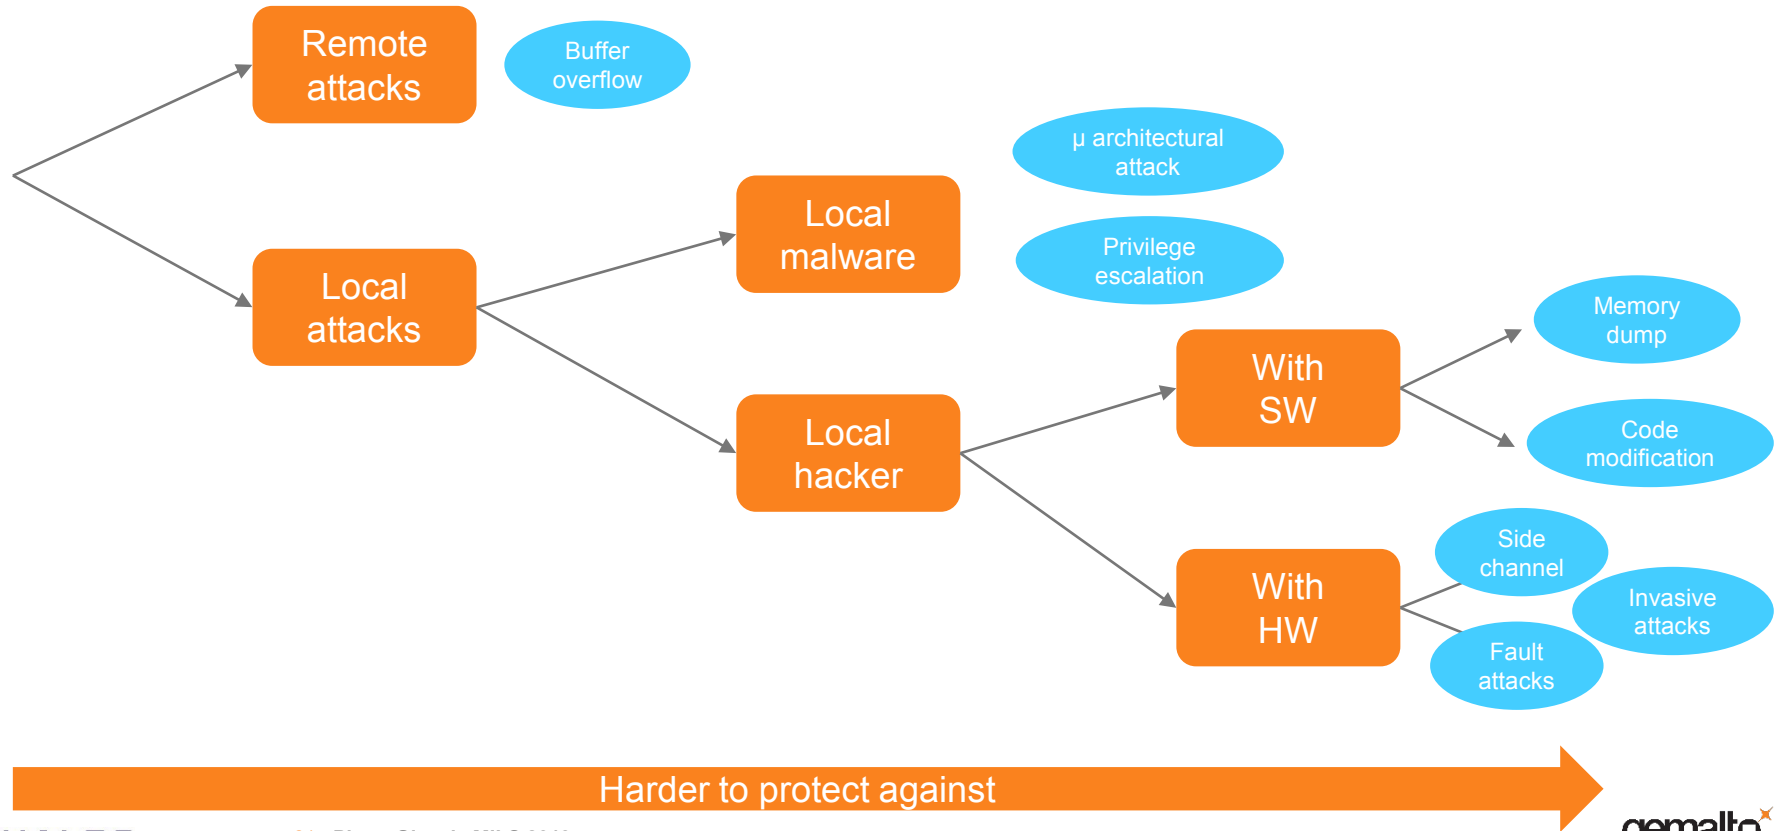 Remote
attacks
Buffer
overflow
μ architectural
attack
Local
malware
Privilege
escalation
Local
attacks
Memory
dump
With
SW
Code
modification
Local
hacker
Side
channel
With
HW
Invasive
attacks
Fault
attacks
Harder to protect against
gemalto